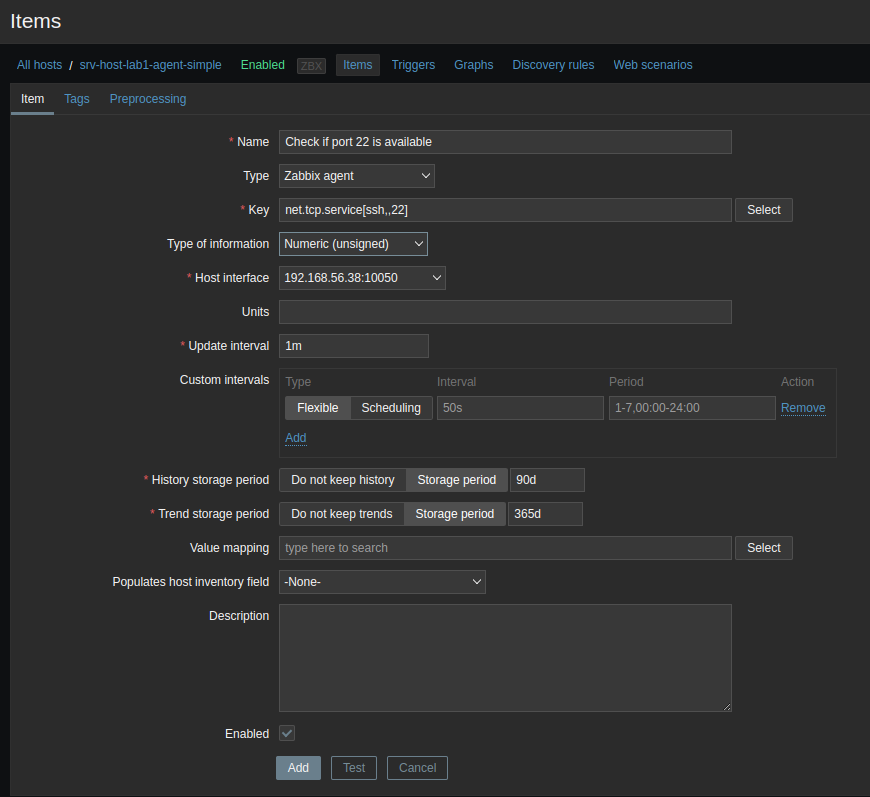 Items
All hosts / srv-host-lab1-agent-simple Enabled ZBX Items Triggers Graphs Discovery rules Web scenarios
Item Tags Preprocessing
* Name Check if port 22 is available
Type Zabbix agent
* Key net.tcp.service[ssh,,22] Select
Type of information Numeric (unsigned)
* Host interface 192.168.56.38:10050
Units
* Update interval 1m
Custom intervals Type Interval Period Action
Flexible Scheduling 50s 1-7,00:00-24:00 Remove
Add
* History storage period Do not keep history Storage period 90d
* Trend storage period Do not keep trends Storage period 365d
Value mapping type here to search Select
Populates host inventory field -None-
Description
Enabled
Add Test Cancel